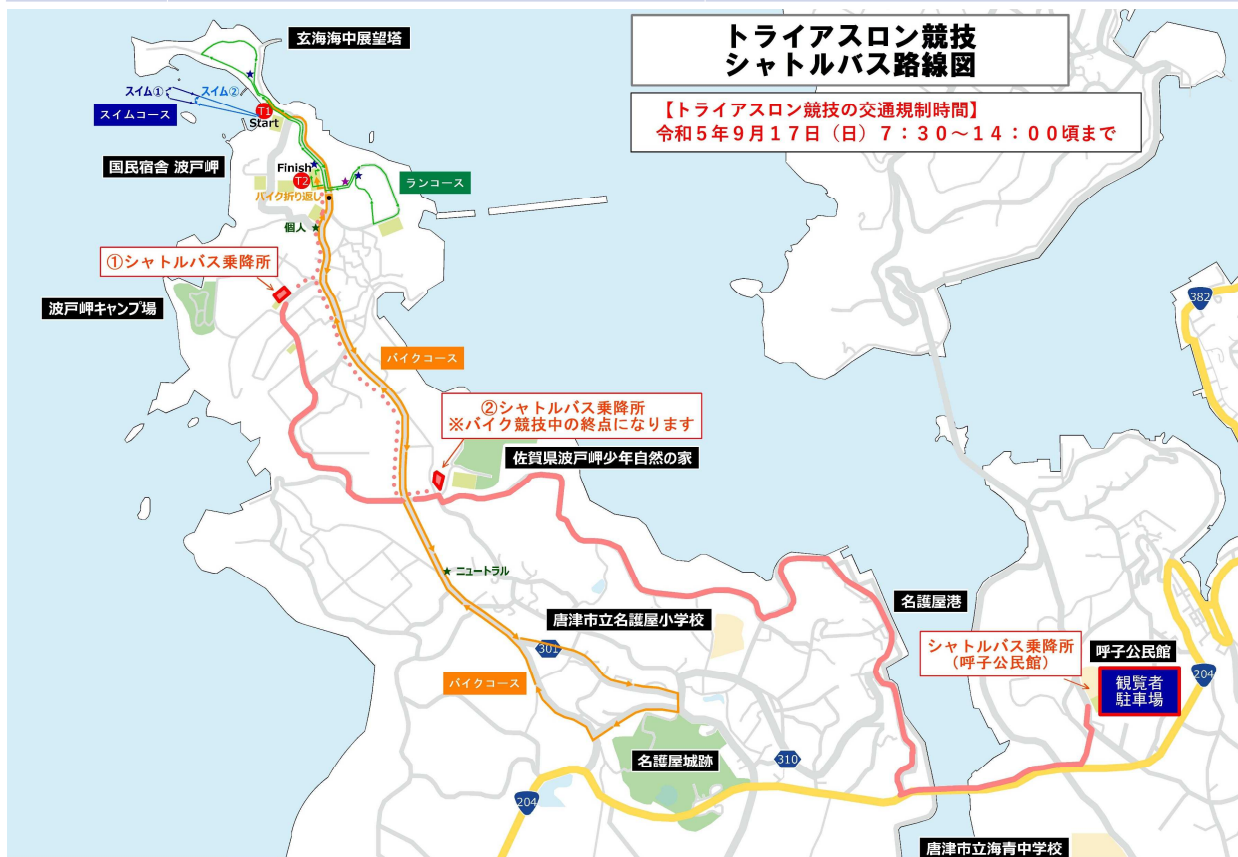 トライアスロン競技
シャトルバス路線図
【トライアスロン競技の交通規制時間】
令和5年9月17日（日）7：30～14：00頃まで
玄海海中展望塔
スイム①
スイム②
スイムコース
T1
Start
国民宿舎 波戸岬
Finish
T2
ランコース
バイク折り返し
個人
①シャトルバス乗降所
波戸岬キャンプ場
382
バイクコース
②シャトルバス乗降所
※バイク競技中の終点になります
佐賀県波戸岬少年自然の家
ニュートラル
名護屋港
唐津市立名護屋小学校
301
シャトルバス乗降所
（呼子公民館）
呼子公民館
観覧者
駐車場
204
バイクコース
名護屋城跡
310
204
唐津市立海青中学校